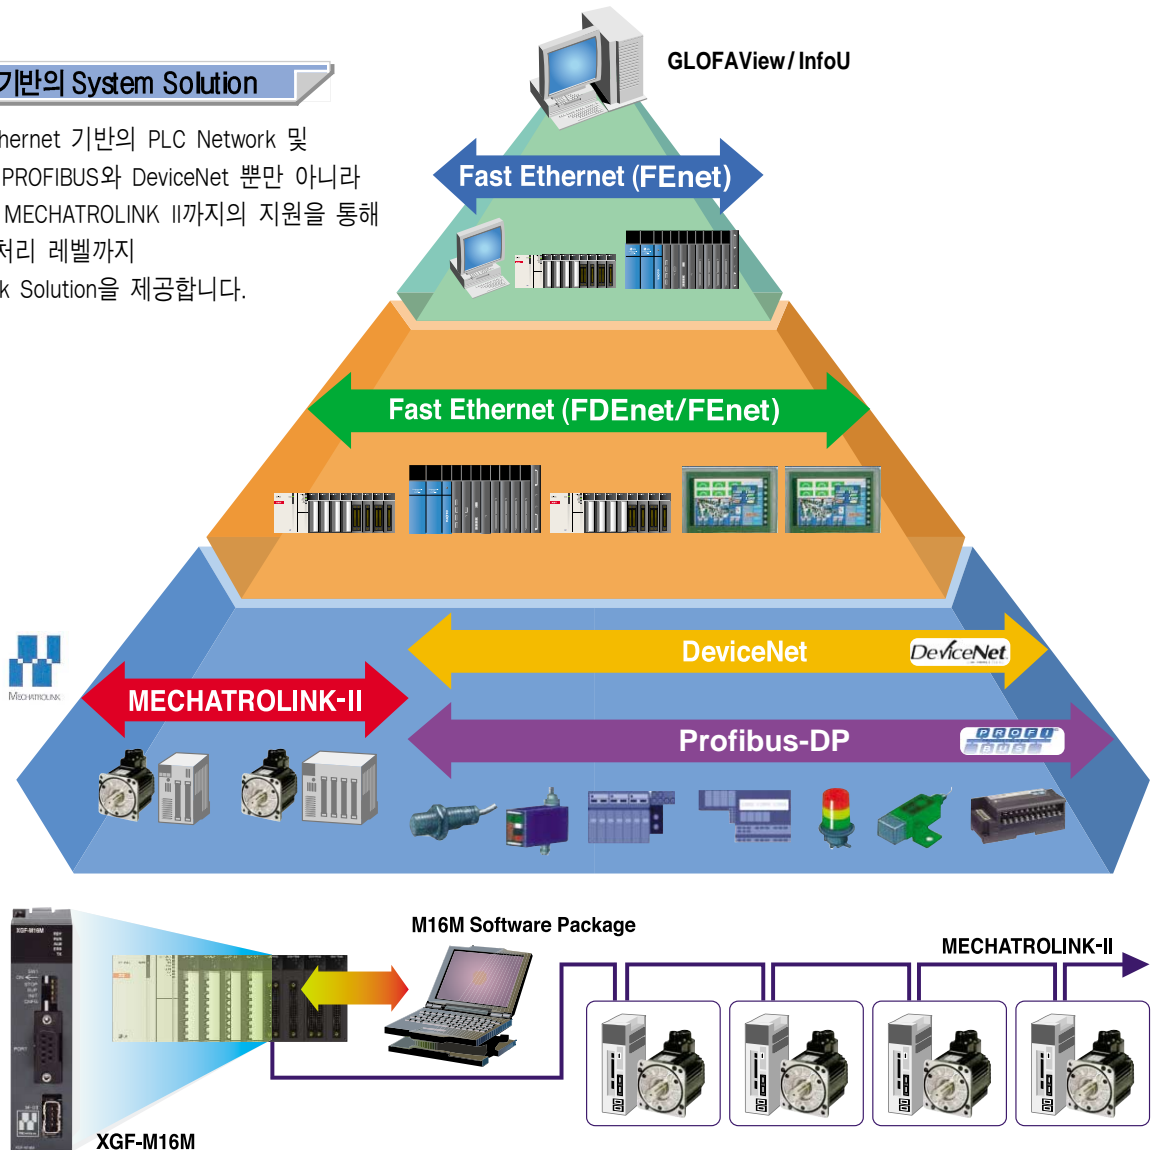 GLOFAView / InfoU
기반의 System Solution
hernet 기반의 PLC Network 및
PROFIBUS와 DeviceNet 뿐만 아니라
MECHATROLINK II까지의 지원을 통해
처리 레벨까지
k Solution을 제공합니다.
Fast Ethernet (FEnet)
Fast Ethernet (FDEnet/FEnet)
DeviceNet
DeviceNet
MECHATROLINK
MECHATROLINK-II
Profibus-DP
PROFI
BUS
M16M Software Package
MECHATROLINK-II
XGF-M16M
XGF-M16M